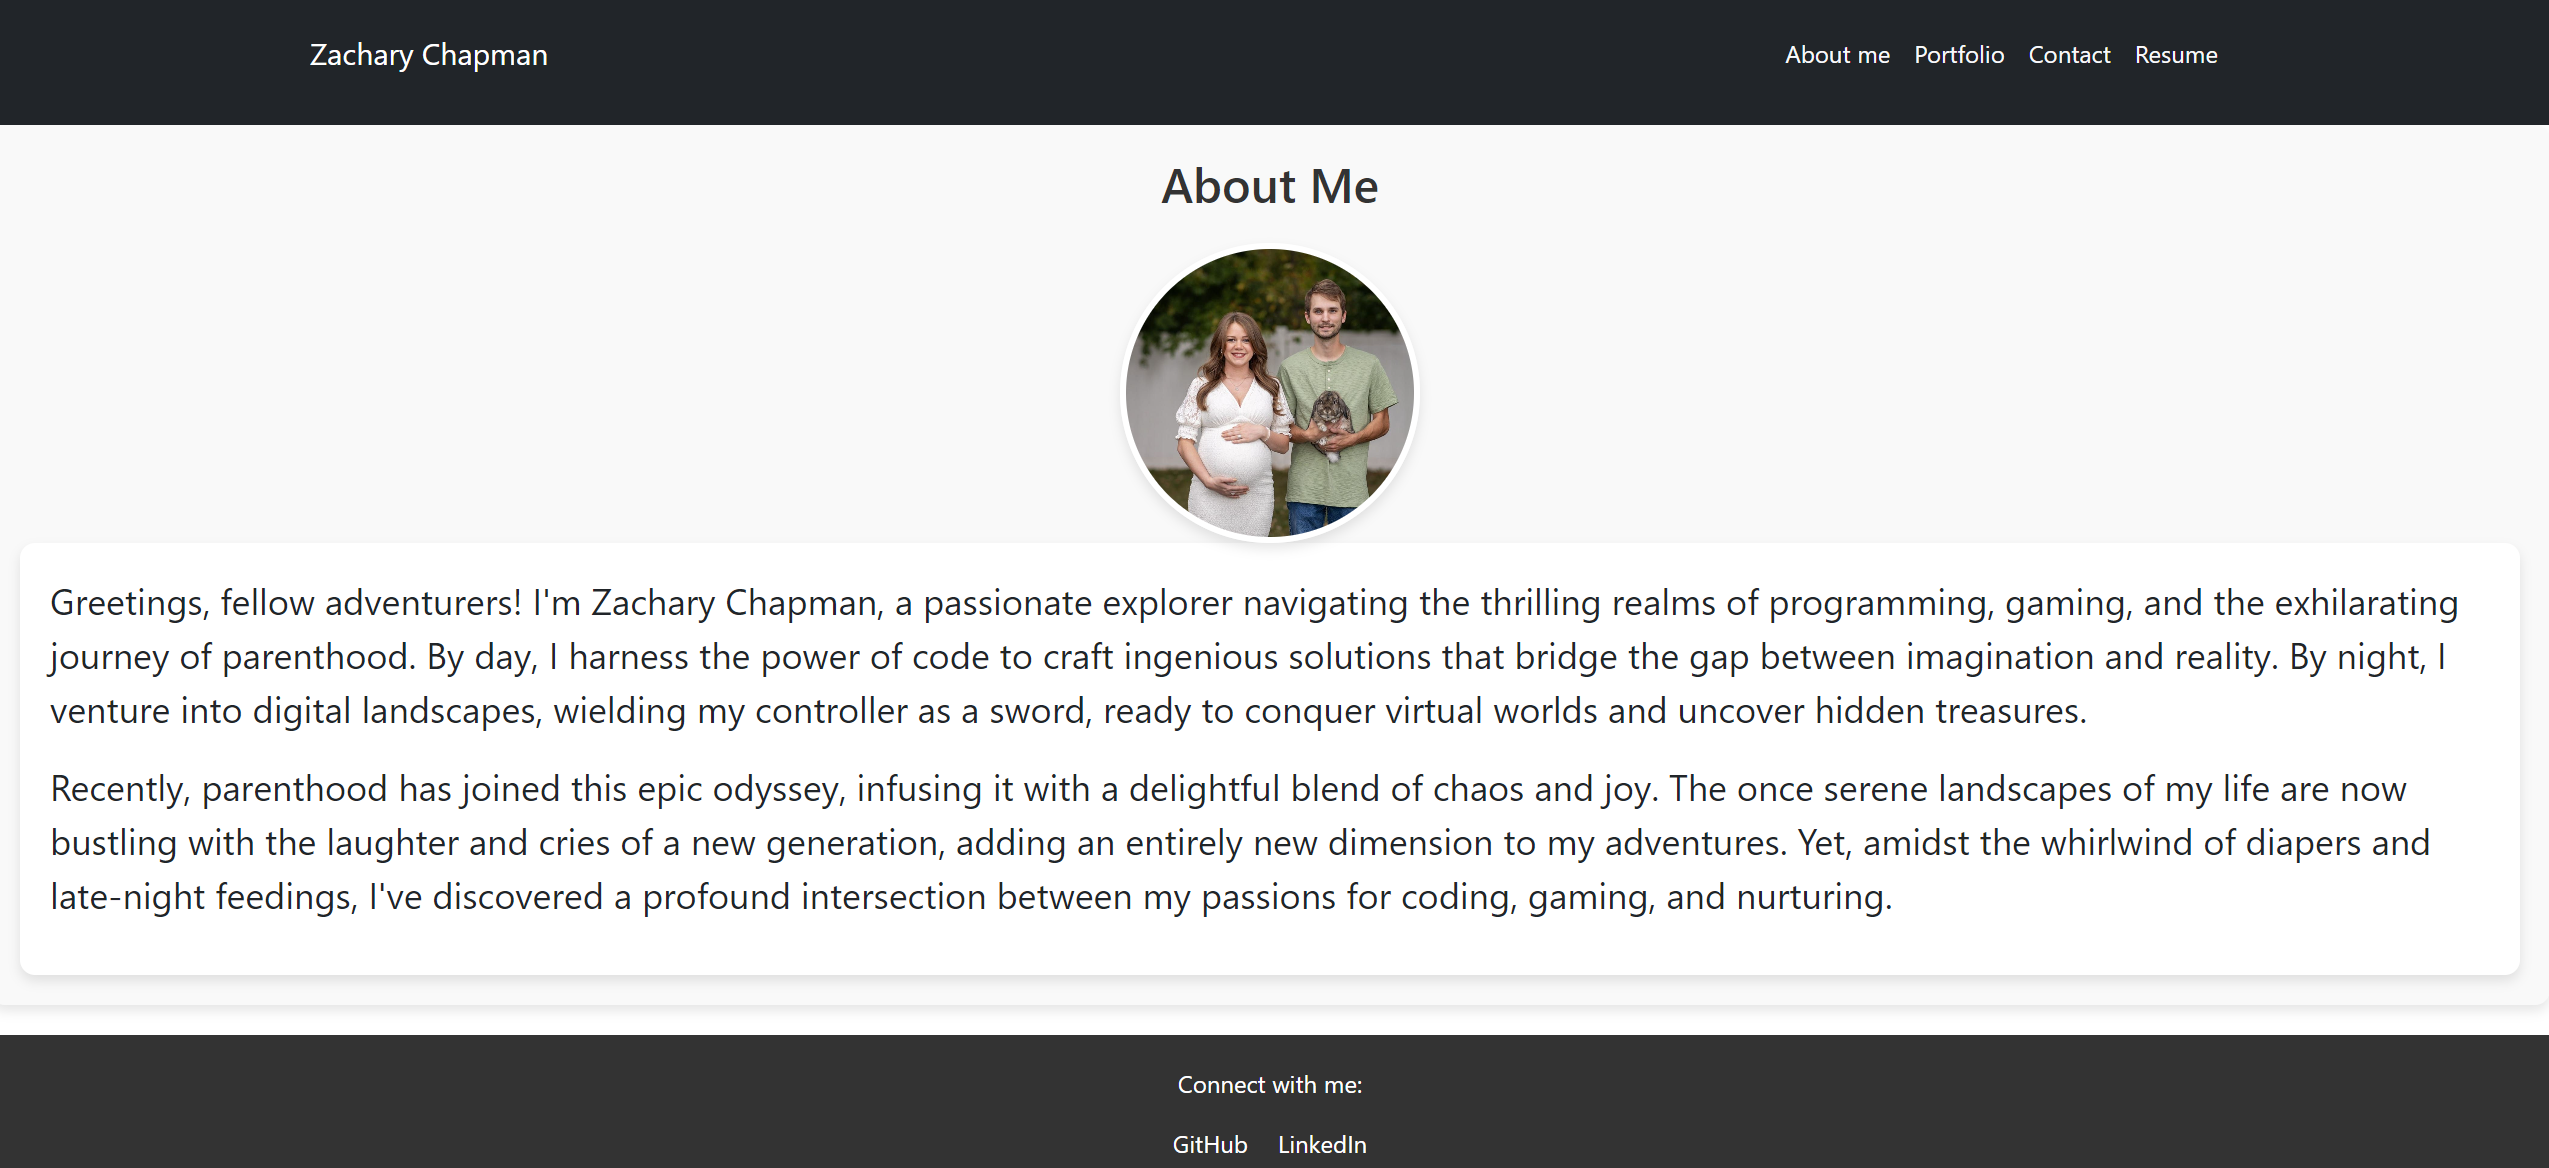 Zachary Chapman
About me Portfolio Contact Resume
About Me
Greetings, fellow adventurers! I'm Zachary Chapman, a passionate explorer navigating the thrilling realms of programming, gaming, and the exhilarating
journey of parenthood. By day, I harness the power of code to craft ingenious solutions that bridge the gap between imagination and reality. By night, I
venture into digital landscapes, wielding my controller as a sword, ready to conquer virtual worlds and uncover hidden treasures.
Recently, parenthood has joined this epic odyssey, infusing it with a delightful blend of chaos and joy. The once serene landscapes of my life are now
bustling with the laughter and cries of a new generation, adding an entirely new dimension to my adventures. Yet, amidst the whirlwind of diapers and
late-night feedings, I've discovered a profound intersection between my passions for coding, gaming, and nurturing.
Connect with me:
GitHub LinkedIn